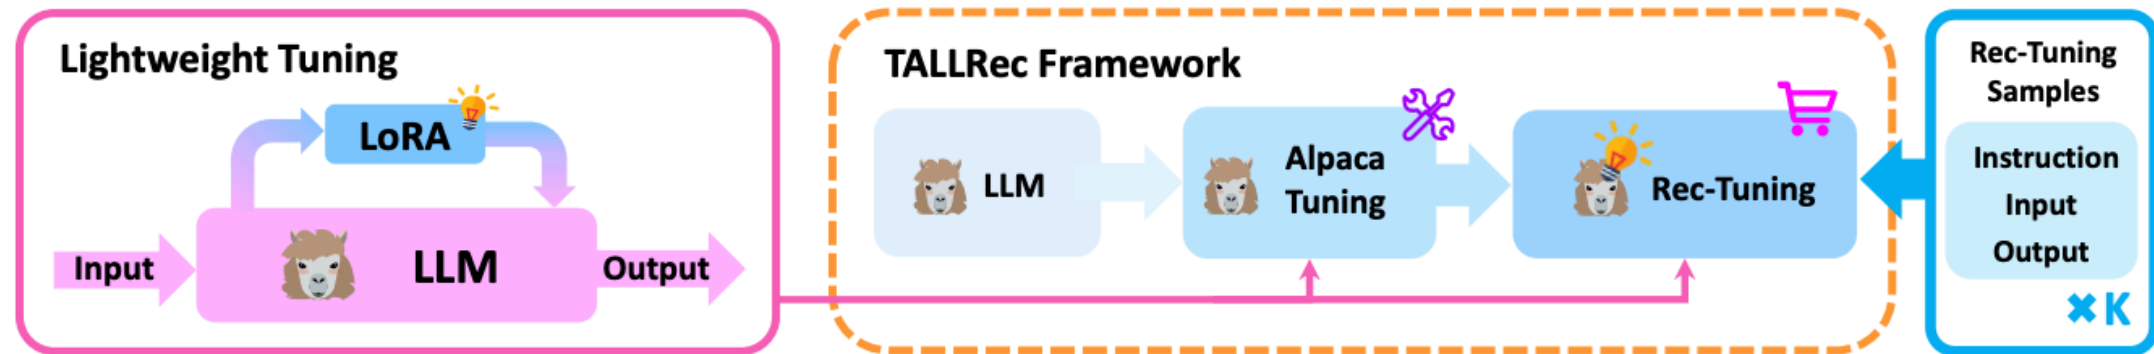 Lightweight Tuning
LoRA
Input
LLM
Output
TALLRec Framework
LLM
Alpaca
Tuning
Rec-Tuning
Rec-Tuning
Samples
Instruction
Input
Output
×K